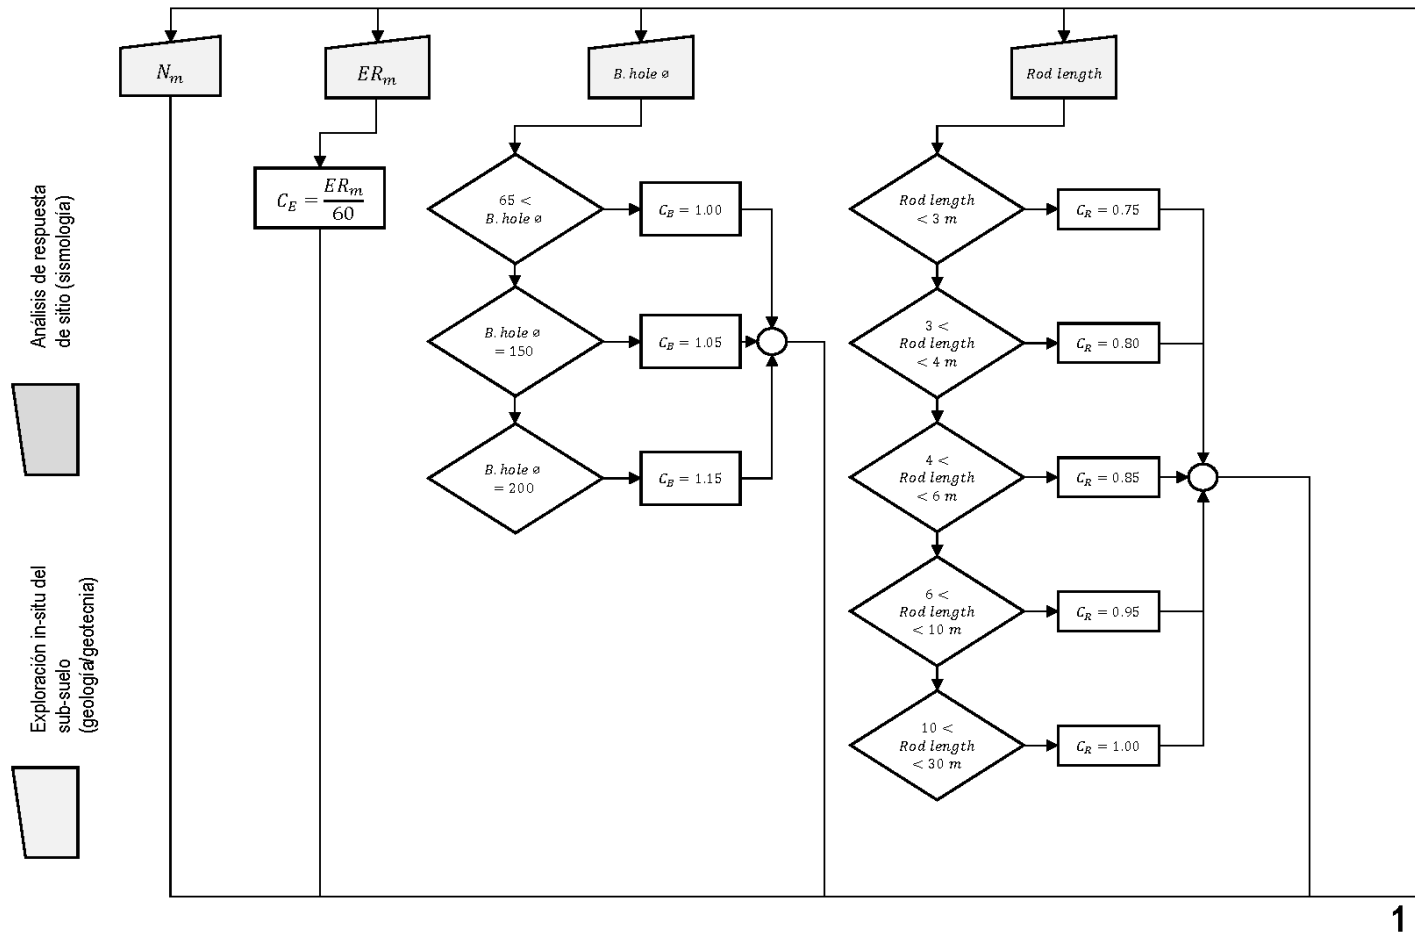 N_m
ER_m
B. hole ø
Rod length
C_E = ER_m / 60
65 <
B. hole ø
C_B = 1.00
B. hole ø
= 150
C_B = 1.05
B. hole ø
= 200
C_B = 1.15
Rod length
< 3 m
C_R = 0.75
3 <
Rod length
< 4 m
C_R = 0.80
4 <
Rod length
< 6 m
C_R = 0.85
6 <
Rod length
< 10 m
C_R = 0.95
10 <
Rod length
< 30 m
C_R = 1.00
Análisis de respuesta
de sitio (sismología)
Exploración in-situ del
sub-suelo
(geología/geotecnia)
1